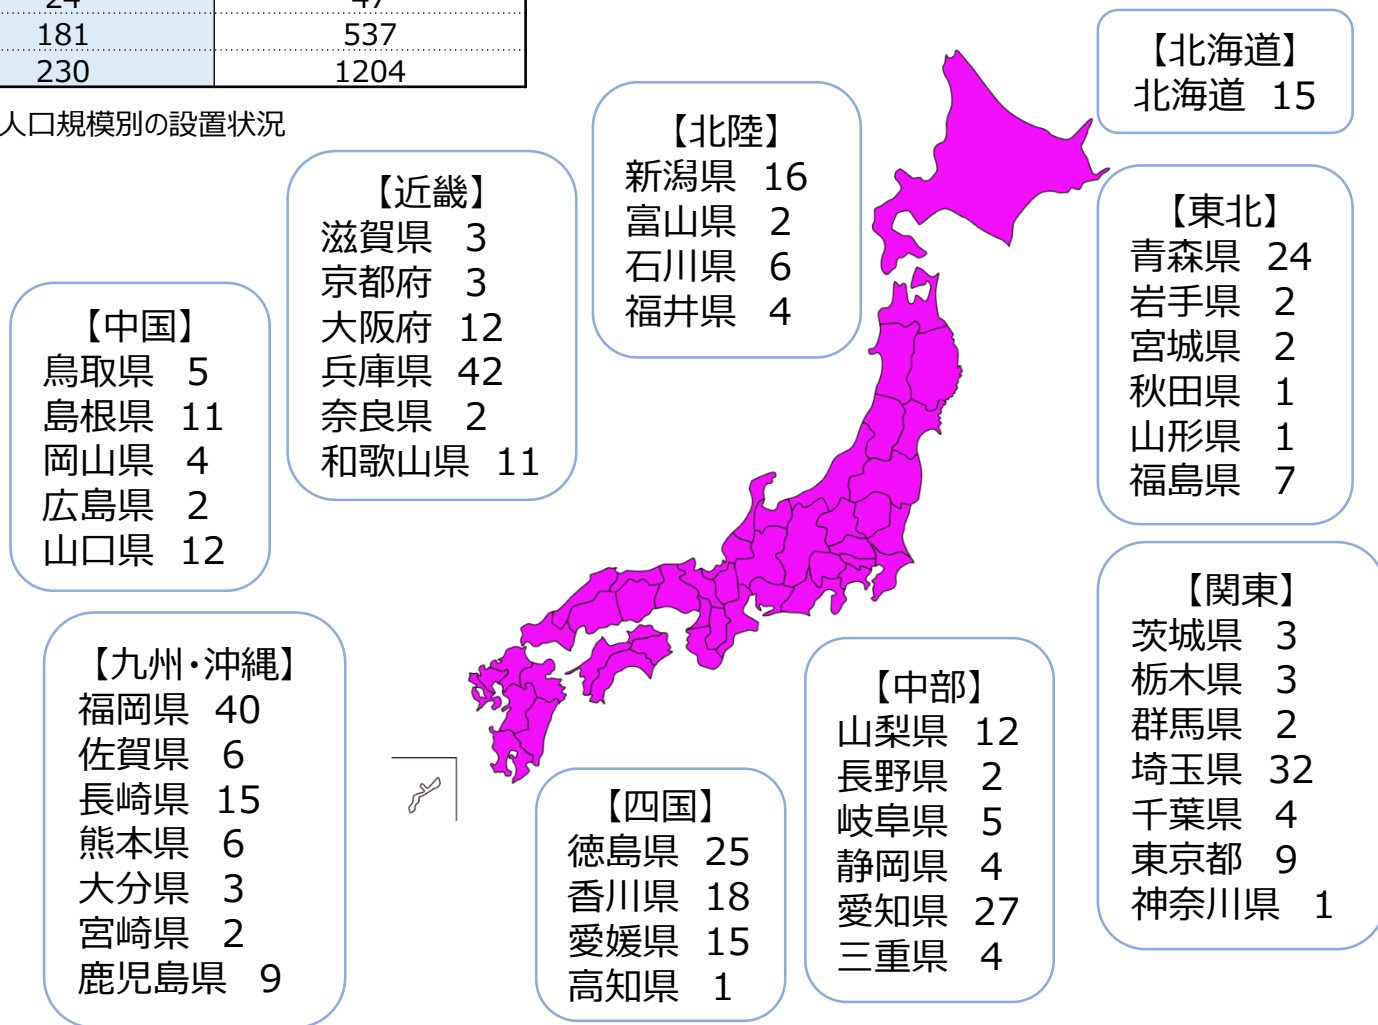 24 47
181 537
230 1204
人口規模別の設置状況
【北海道】
北海道 15
【北陸】
新潟県 16
富山県 2
石川県 6
福井県 4
【近畿】
滋賀県 3
京都府 3
大阪府 12
兵庫県 42
奈良県 2
和歌山県 11
【東北】
青森県 24
岩手県 2
宮城県 2
秋田県 1
山形県 1
福島県 7
【中国】
鳥取県 5
島根県 11
岡山県 4
広島県 2
山口県 12
【関東】
茨城県 3
栃木県 3
群馬県 2
埼玉県 32
千葉県 4
東京都 9
神奈川県 1
【九州・沖縄】
福岡県 40
佐賀県 6
長崎県 15
熊本県 6
大分県 3
宮崎県 2
鹿児島県 9
【中部】
山梨県 12
長野県 2
岐阜県 5
静岡県 4
愛知県 27
三重県 4
【四国】
徳島県 25
香川県 18
愛媛県 15
高知県 1